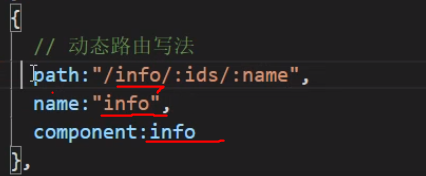 {
// 动态路由写法
path:"/info/:ids/:name",
name:"info",
component:info
},